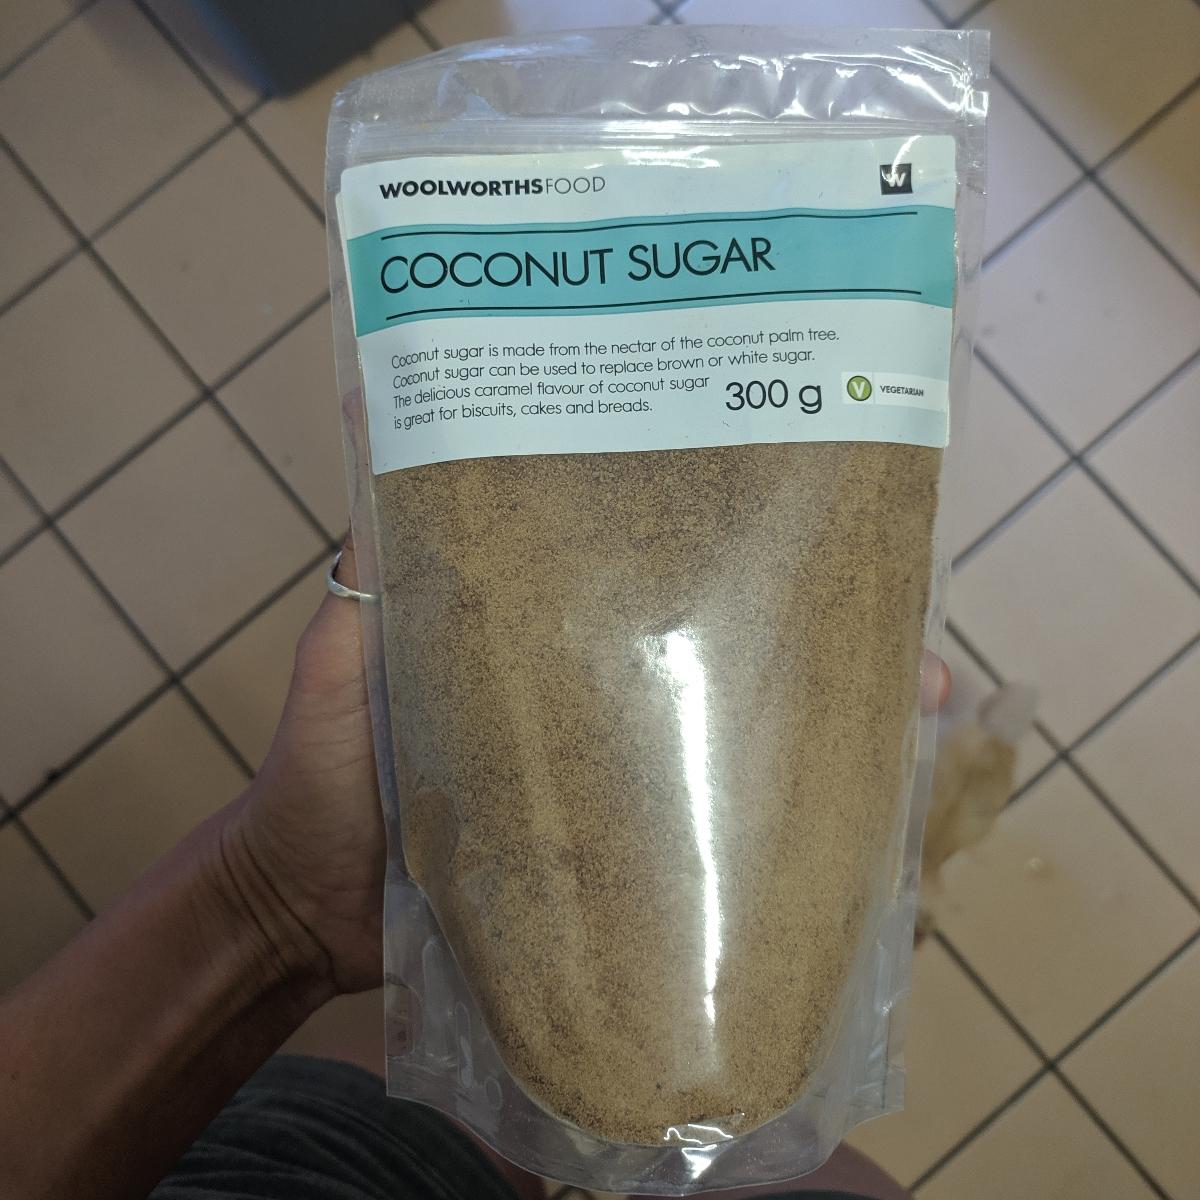 WOOLWORTHSFOOD
W
COCONUT SUGAR
Coconut sugar is made from the nectar of the coconut palm tree.
Coconut sugar can be used to replace brown or white sugar.
The delicious caramel flavour of coconut sugar
is great for biscuits, cakes and breads.
300 g
V VEGETARIAN